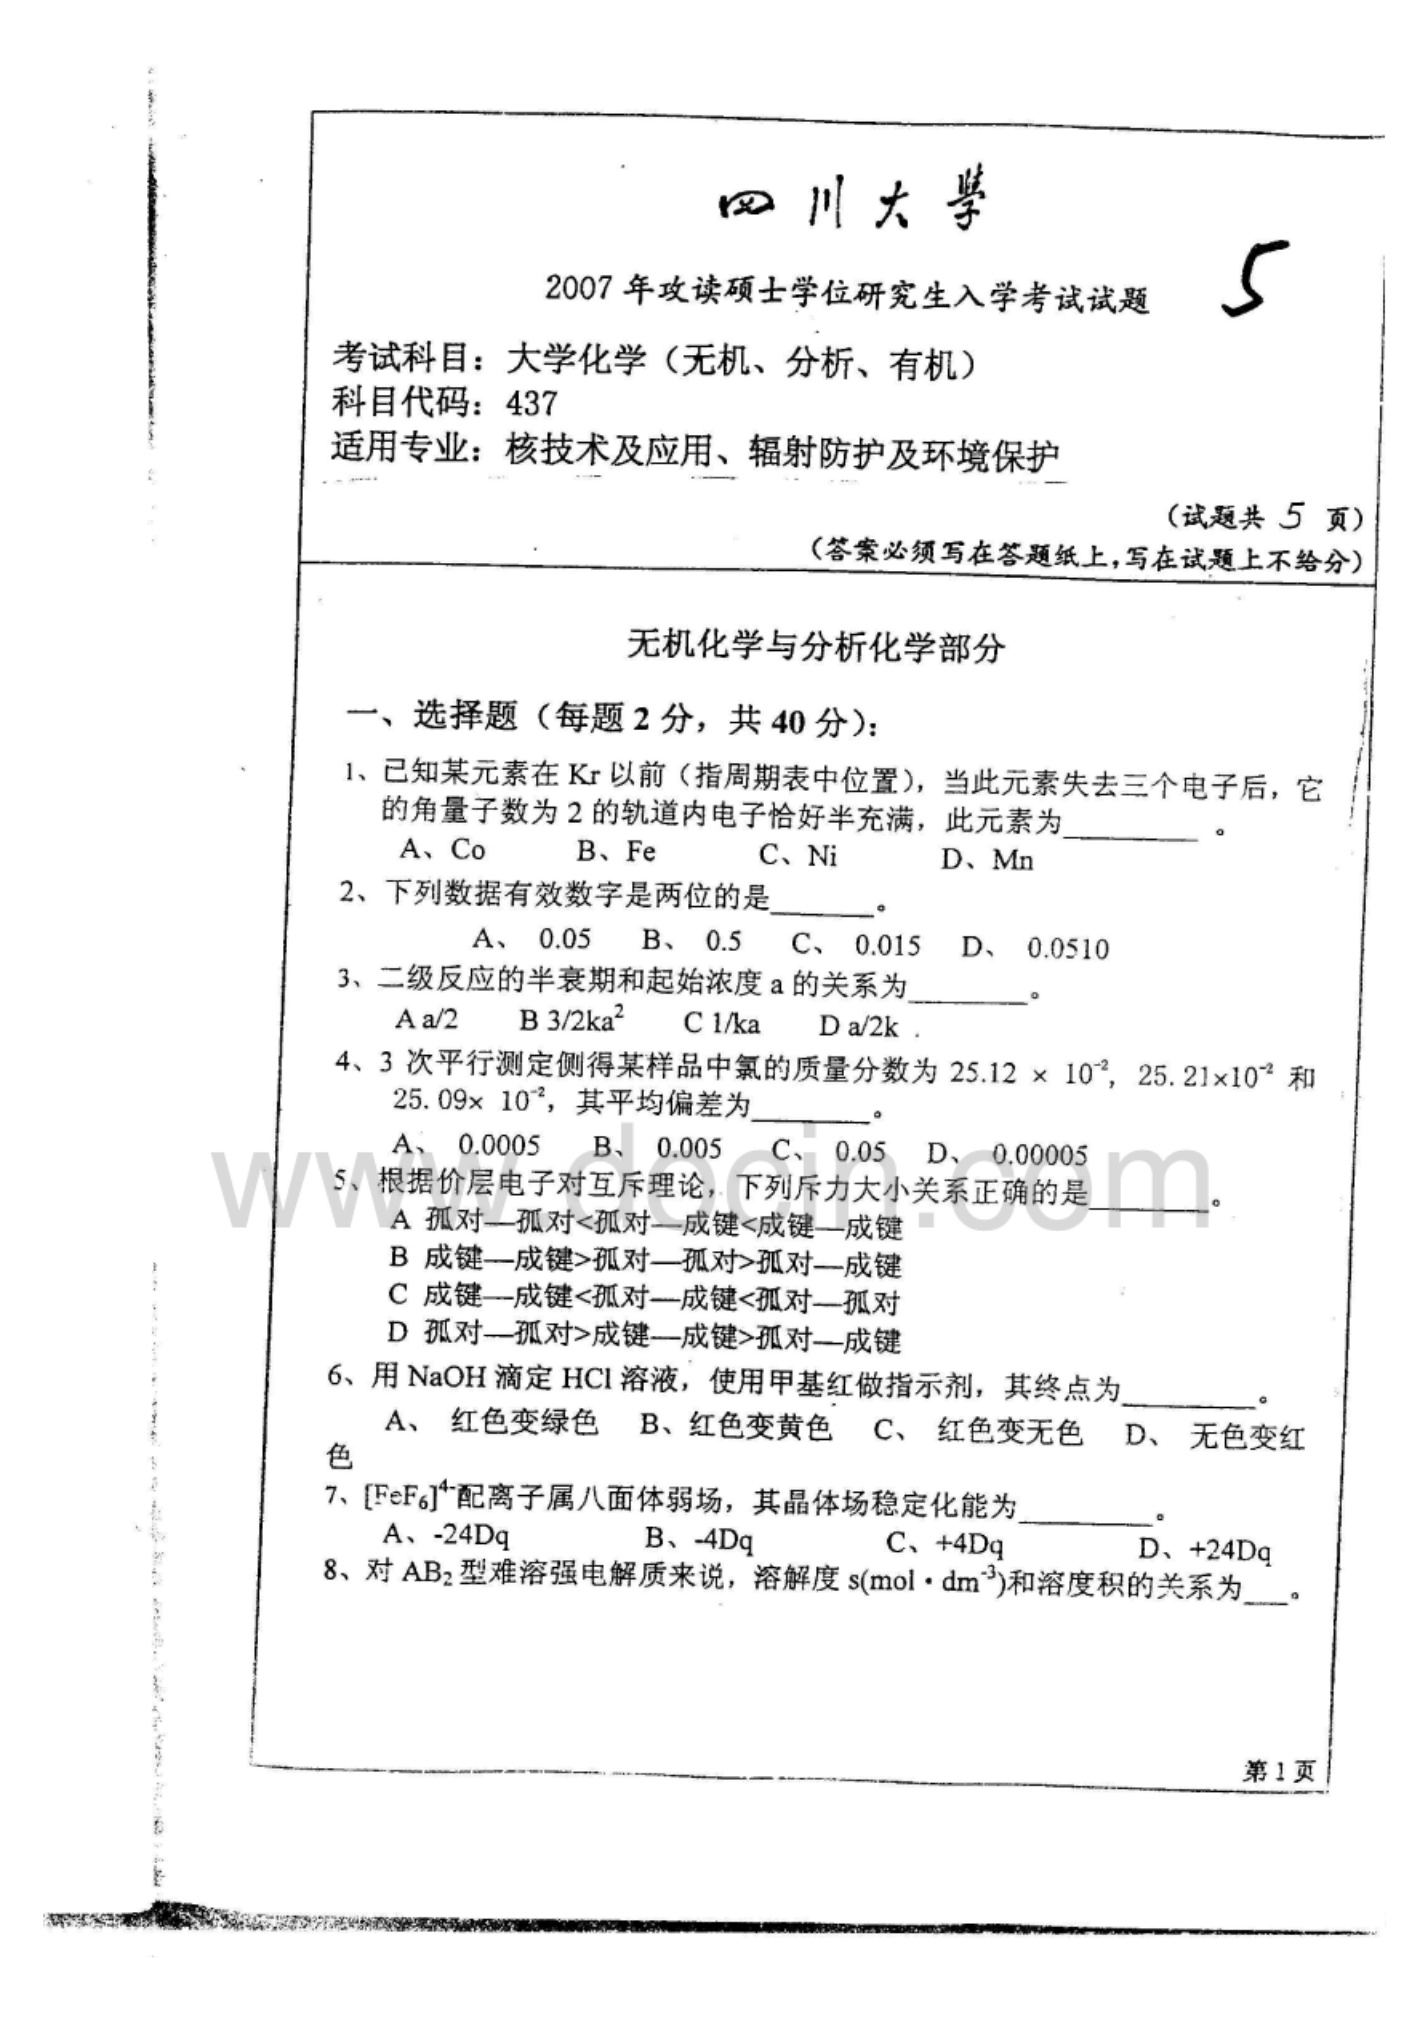 四川大學
5
2007 年攻读硕士学位研究生入学考试试题
考试科目：大学化学（无机、分析、有机）
科目代码：437
适用专业：核技术及应用、辐射防护及环境保护
（试题共 5 页）
（答案必须写在答题纸上，写在试题上不给分）
无机化学与分析化学部分
一、选择题（每题 2 分，共 40 分）：
1、已知某元素在 Kr 以前（指周期表中位置），当此元素失去三个电子后，它
的角量子数为 2 的轨道内电子恰好半充满，此元素为_________ 。
A、Co B、Fe C、Ni D、Mn
2、下列数据有效数字是两位的是_______。
A、 0.05 B、 0.5 C、 0.015 D、 0.0510
3、二级反应的半衰期和起始浓度 a 的关系为________。
A a/2 B 3/2ka² C 1/ka D a/2k .
4、3 次平行测定侧得某样品中氯的质量分数为 25.12 × 10⁻²，25.21×10⁻² 和
25.09× 10⁻²，其平均偏差为________。
A、 0.0005 B、 0.005 C、 0.05 D、 0.00005
5、根据价层电子对互斥理论，下列斥力大小关系正确的是________。
A 孤对—孤对<孤对—成键<成键—成键
B 成键—成键>孤对—孤对>孤对—成键
C 成键—成键<孤对—成键<孤对—孤对
D 孤对—孤对>成键—成键>孤对—成键
6、用 NaOH 滴定 HCl 溶液，使用甲基红做指示剂，其终点为_________。
A、 红色变绿色 B、红色变黄色 C、 红色变无色 D、 无色变红
色
7、[FeF₆]⁴⁻配离子属八面体弱场，其晶体场稳定化能为_________。
A、-24Dq B、-4Dq C、+4Dq D、+24Dq
8、对 AB₂ 型难溶强电解质来说，溶解度 s(mol·dm⁻³)和溶度积的关系为___。
第 1 页
www.docin.com